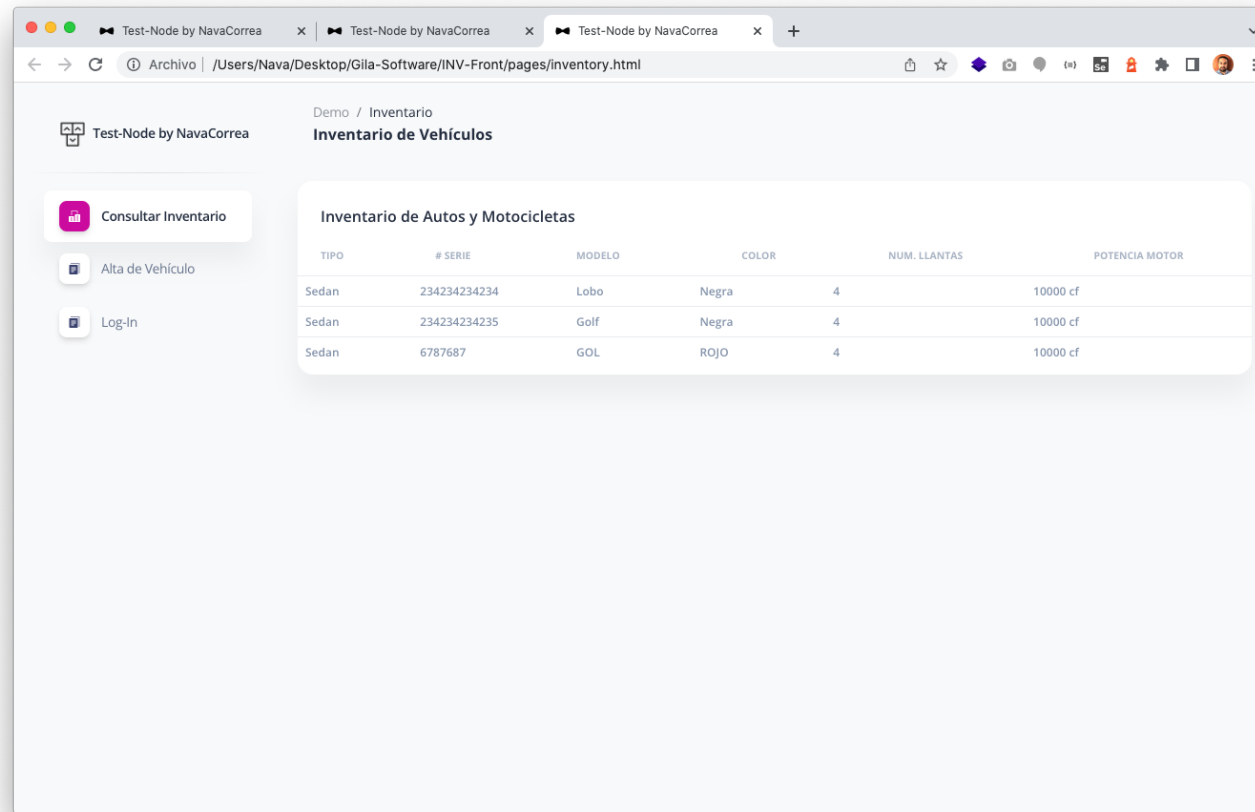 Test-Node by NavaCorrea Test-Node by NavaCorrea Test-Node by NavaCorrea
Archivo /Users/Nava/Desktop/Gila-Software/INV-Front/pages/inventory.html
Se
Test-Node by NavaCorrea
Consultar Inventario
Alta de Vehículo
Log-In
Demo / Inventario
Inventario de Vehículos
Inventario de Autos y Motocicletas
TIPO # SERIE MODELO COLOR NUM. LLANTAS POTENCIA MOTOR
Sedan 234234234234 Lobo Negra 4 10000 cf
Sedan 234234234235 Golf Negra 4 10000 cf
Sedan 6787687 GOL ROJO 4 10000 cf